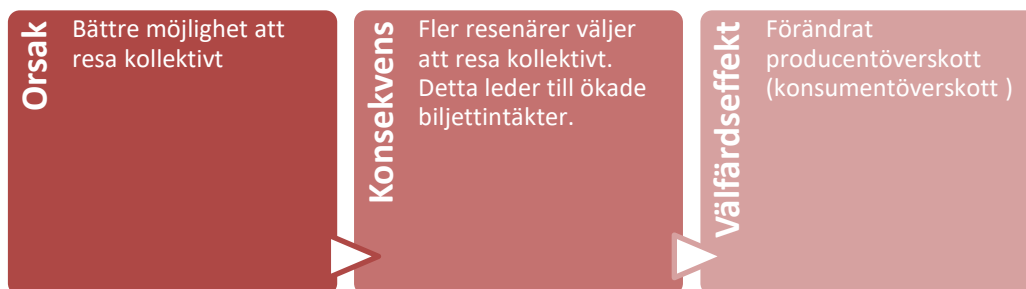 Orsak
Bättre möjlighet att
resa kollektivt
Konsekvens
Fler resenärer väljer
att resa kollektivt.
Detta leder till ökade
biljettintäkter.
Välfärdseffekt
Förändrat
producentöverskott
(konsumentöverskott )